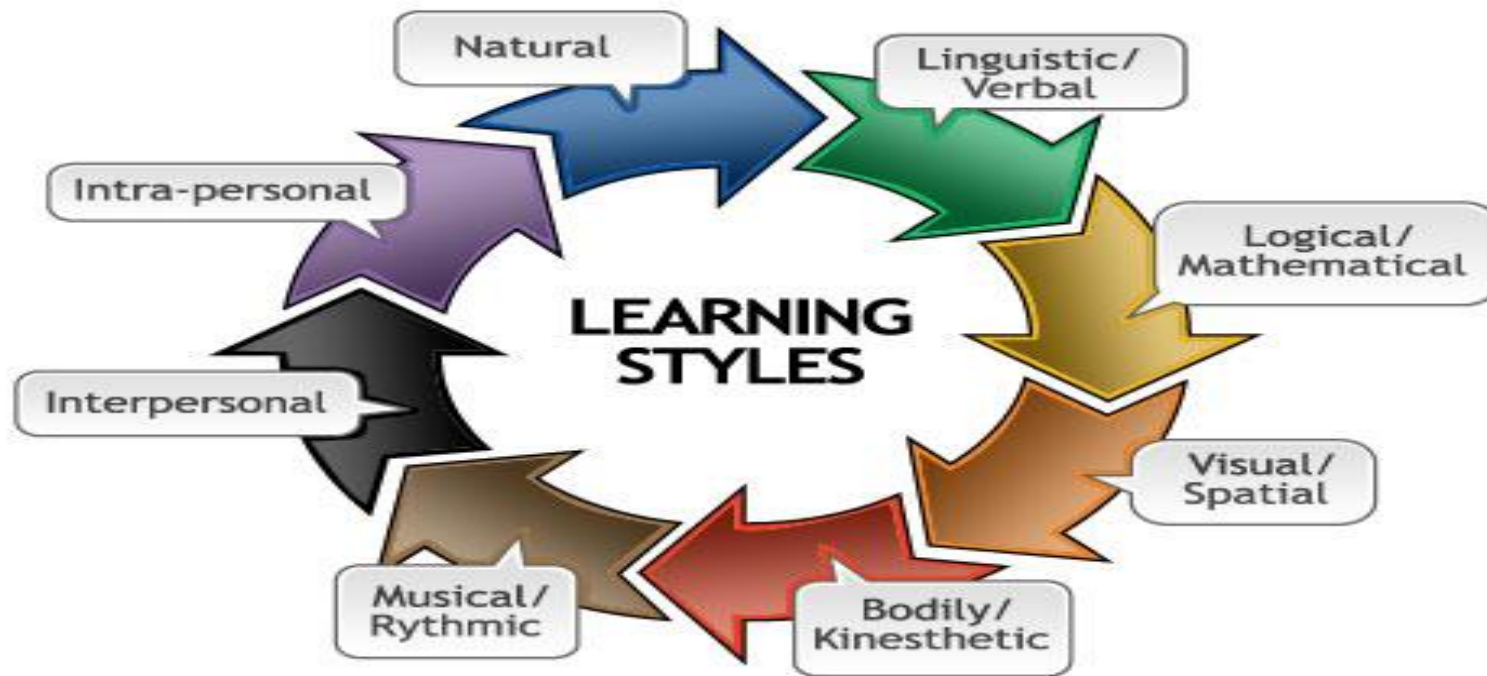 Natural
Linguistic/
Verbal
Intra-personal
Logical/
Mathematical
LEARNING
STYLES
Interpersonal
Visual/
Spatial
Musical/
Rythmic
Bodily/
Kinesthetic